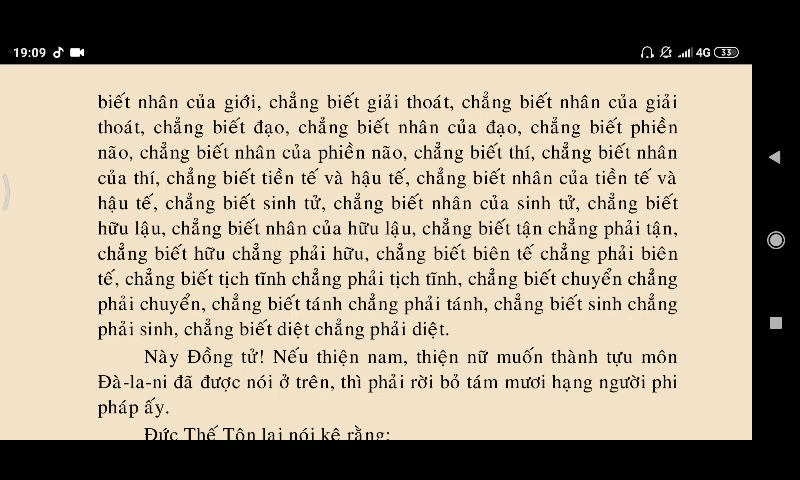 19:09
4G
33
biết nhân của giới, chẳng biết giải thoát, chẳng biết nhân của giải
thoát, chẳng biết đạo, chẳng biết nhân của đạo, chẳng biết phiền
não, chẳng biết nhân của phiền não, chẳng biết thí, chẳng biết nhân
của thí, chẳng biết tiền tế và hậu tế, chẳng biết nhân của tiền tế và
hậu tế, chẳng biết sinh tử, chẳng biết nhân của sinh tử, chẳng biết
hữu lậu, chẳng biết nhân của hữu lậu, chẳng biết tận chẳng phải tận,
chẳng biết hữu chẳng phải hữu, chẳng biết biên tế chẳng phải biên
tế, chẳng biết tịch tĩnh chẳng phải tịch tĩnh, chẳng biết chuyển chẳng
phải chuyển, chẳng biết tánh chẳng phải tánh, chẳng biết sinh chẳng
phải sinh, chẳng biết diệt chẳng phải diệt.
Này Đồng tử! Nếu thiện nam, thiện nữ muốn thành tựu môn
Đà-la-ni đã được nói ở trên, thì phải rời bỏ tám mươi hạng người phi
pháp ấy.
Đức Thế Tôn lại nói kệ rằng: